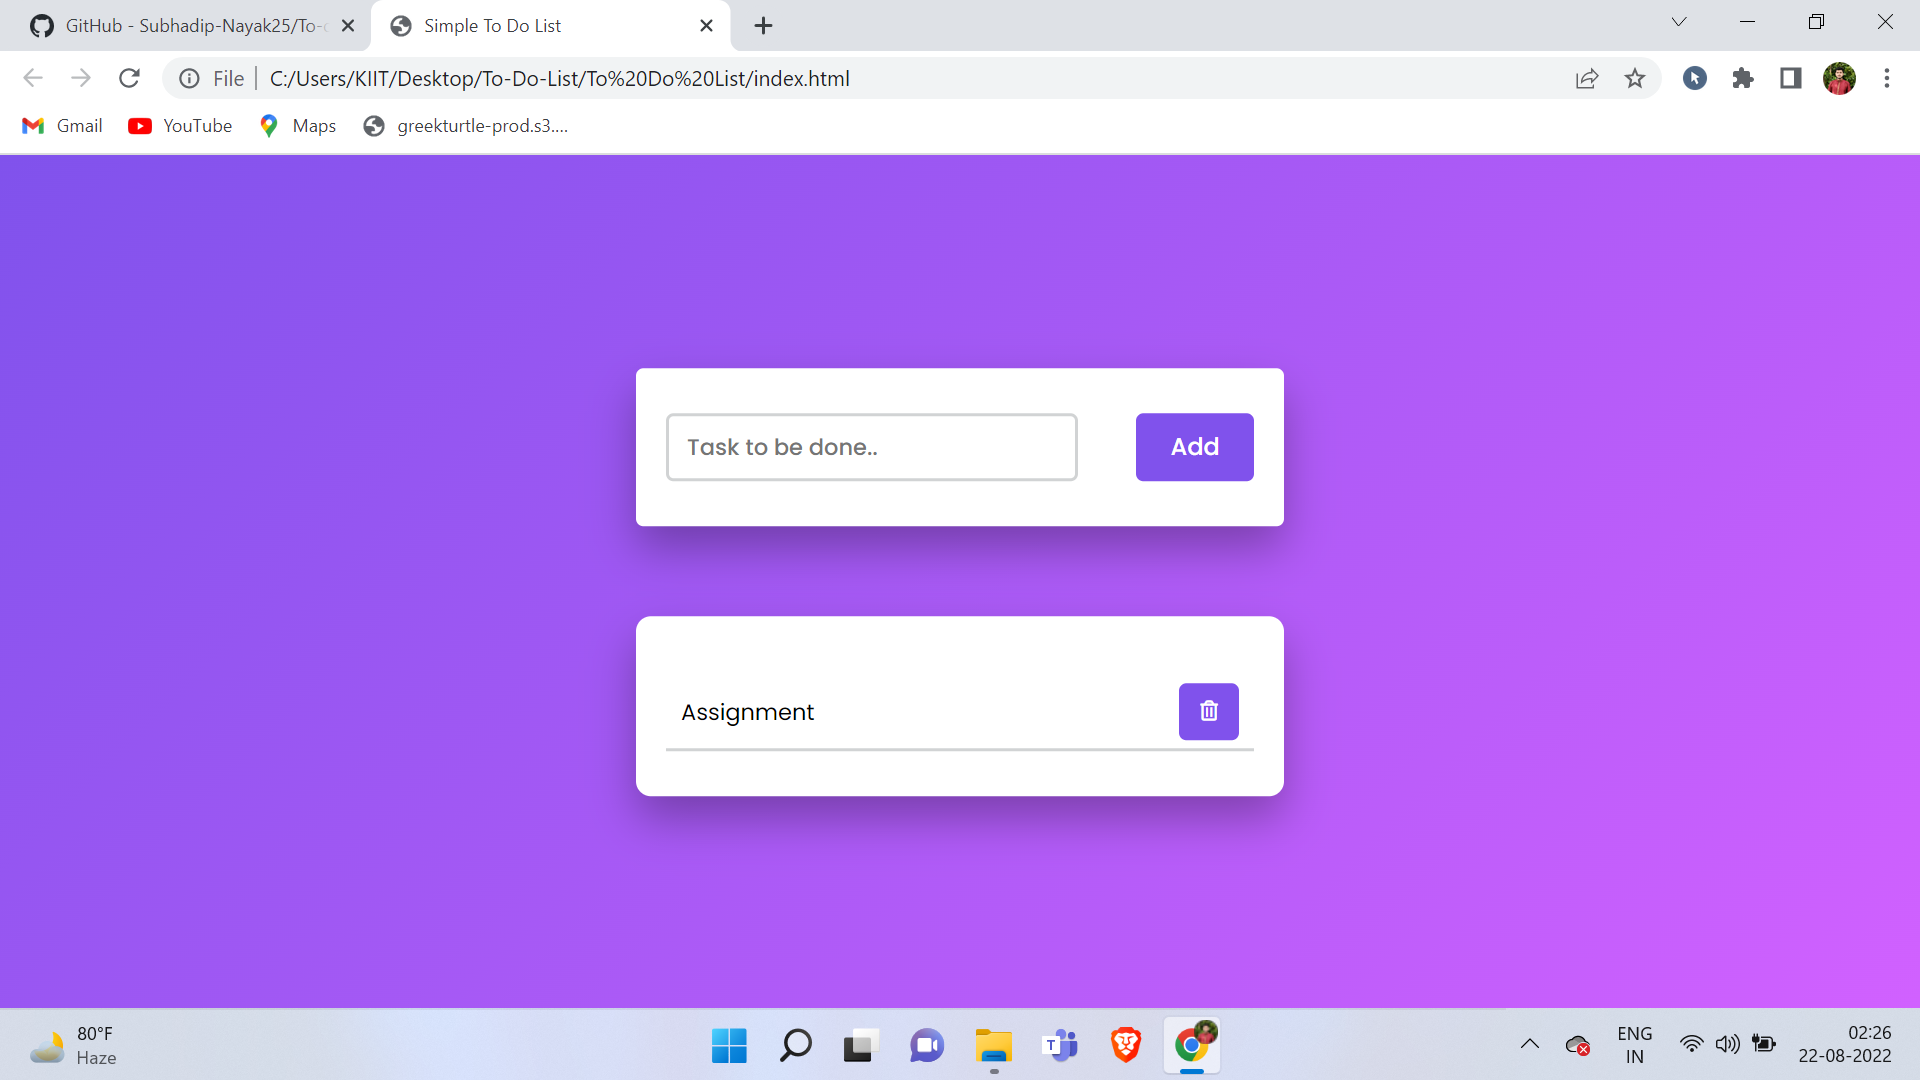 GitHub - Subhadip-Nayak25/To-
Simple To Do List
File
C:/Users/KIIT/Desktop/To-Do-List/To%20Do%20List/index.html
Gmail
YouTube
Maps
greekturtle-prod.s3....
Task to be done..
Add
Assignment
80°F
Haze
T
ENG
IN
02:26
22-08-2022